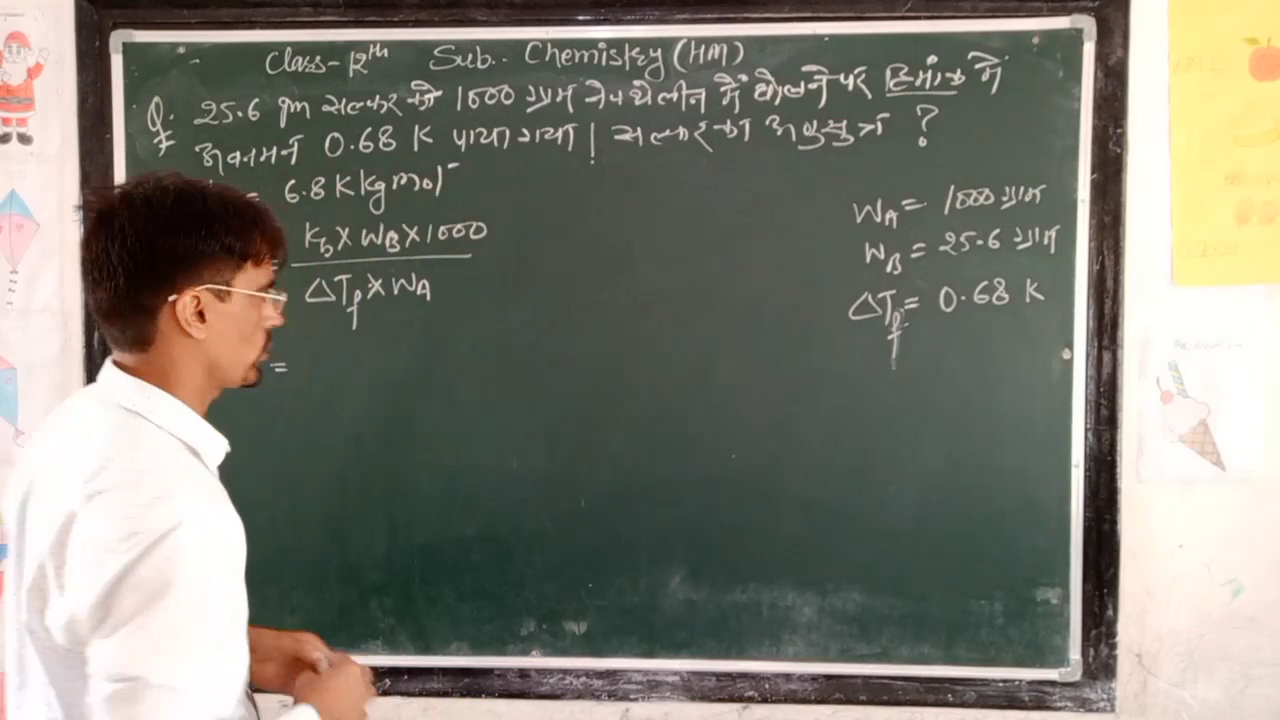 Class-12th Sub.. Chemistry (HM)
Q. 25.6 gm सल्फर को 1000 ग्राम नेफ्थेलीन में घोलने पर हिमांक में
अवनमन 0.68 K पाया गया। सल्फर का अणुसूत्र ?
= 6.8 K kg mol⁻
= Kb × WB × 1000
ΔTf × WA
=
WA = 1000 ग्राम
WB = 25.6 ग्राम
ΔTf = 0.68 K